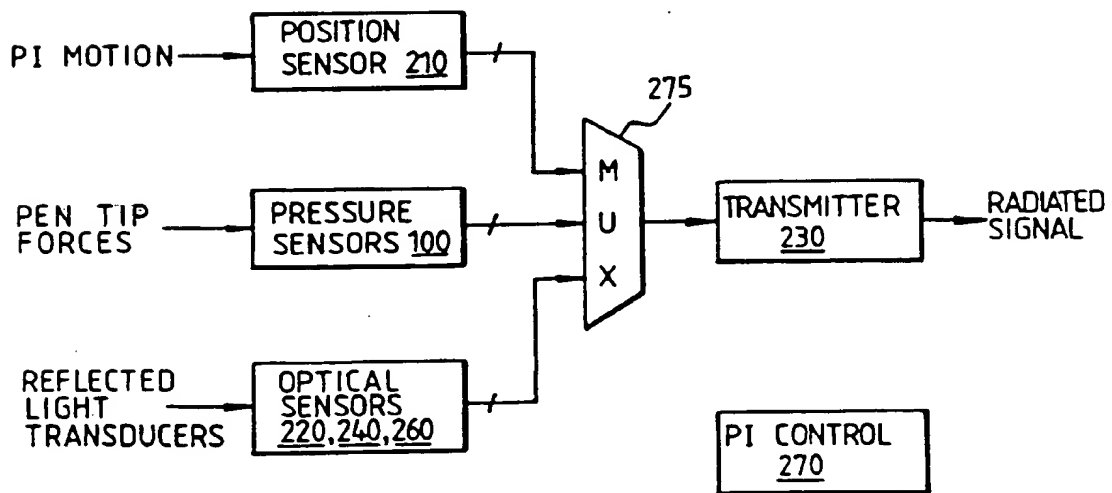 PI MOTION
POSITION
SENSOR 210
275
PEN TIP
FORCES
PRESSURE
SENSORS 100
M
U
X
TRANSMITTER
230
RADIATED
SIGNAL
REFLECTED
LIGHT
TRANSDUCERS
OPTICAL
SENSORS
220,240,260
PI CONTROL
270